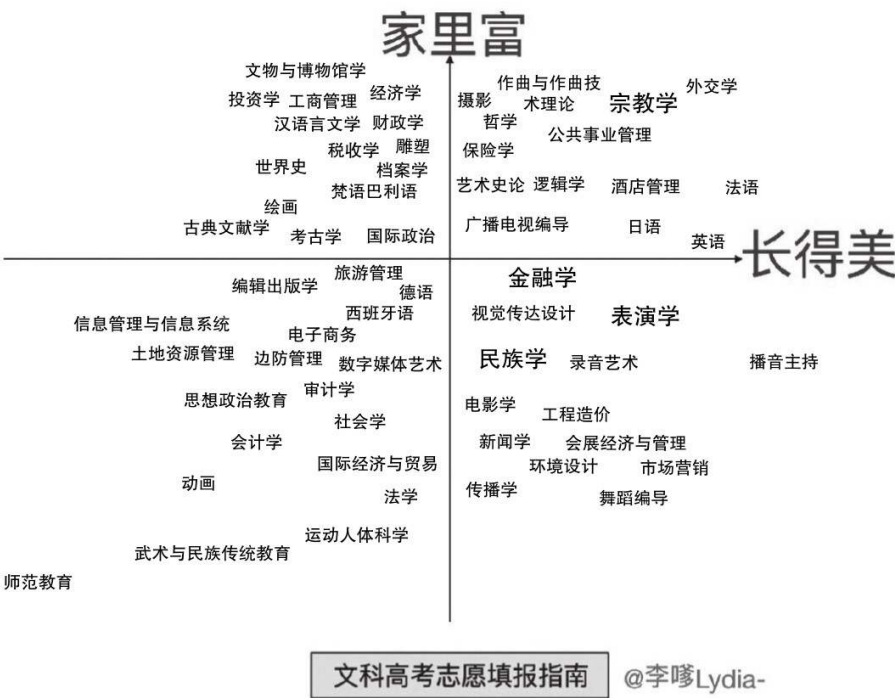 家里富
文物与博物馆学
作曲与作曲技
术理论
外交学
投资学
工商管理
经济学
摄影
宗教学
汉语言文学
财政学
哲学
公共事业管理
税收学
雕塑
保险学
世界史
档案学
梵语巴利语
艺术史论
逻辑学
酒店管理
法语
绘画
古典文献学
考古学
国际政治
广播电视编导
日语
英语
长得美
编辑出版学
旅游管理
德语
金融学
信息管理与信息系统
西班牙语
视觉传达设计
表演学
电子商务
土地资源管理
边防管理
数字媒体艺术
民族学
录音艺术
播音主持
思想政治教育
审计学
电影学
工程造价
社会学
会计学
新闻学
会展经济与管理
国际经济与贸易
环境设计
市场营销
动画
法学
传播学
舞蹈编导
运动人体科学
武术与民族传统教育
师范教育
文科高考志愿填报指南
@李嗲Lydia-